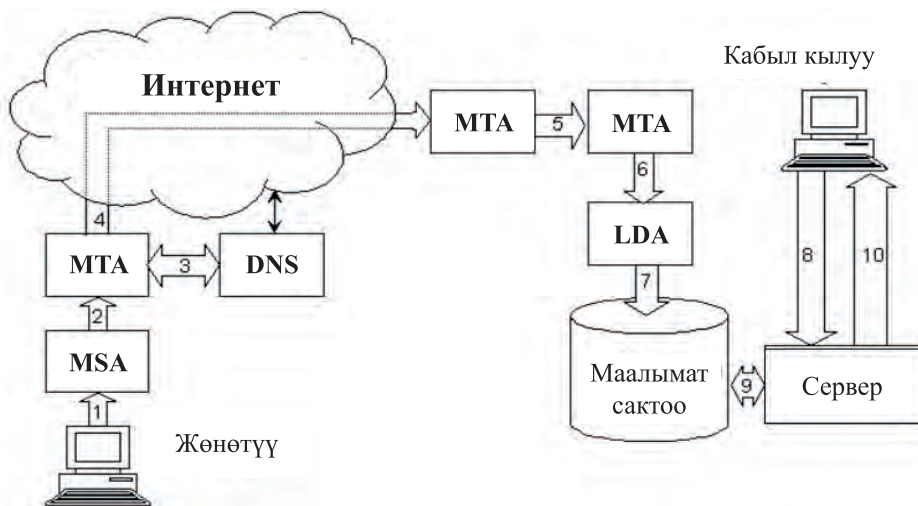 Кабыл кылуу
Интернет
MTA
5
MTA
6
4
LDA
8
10
MTA
3
DNS
7
2
MSA
Маалымат
сактоо
9
Сервер
1
Жөнөтүү